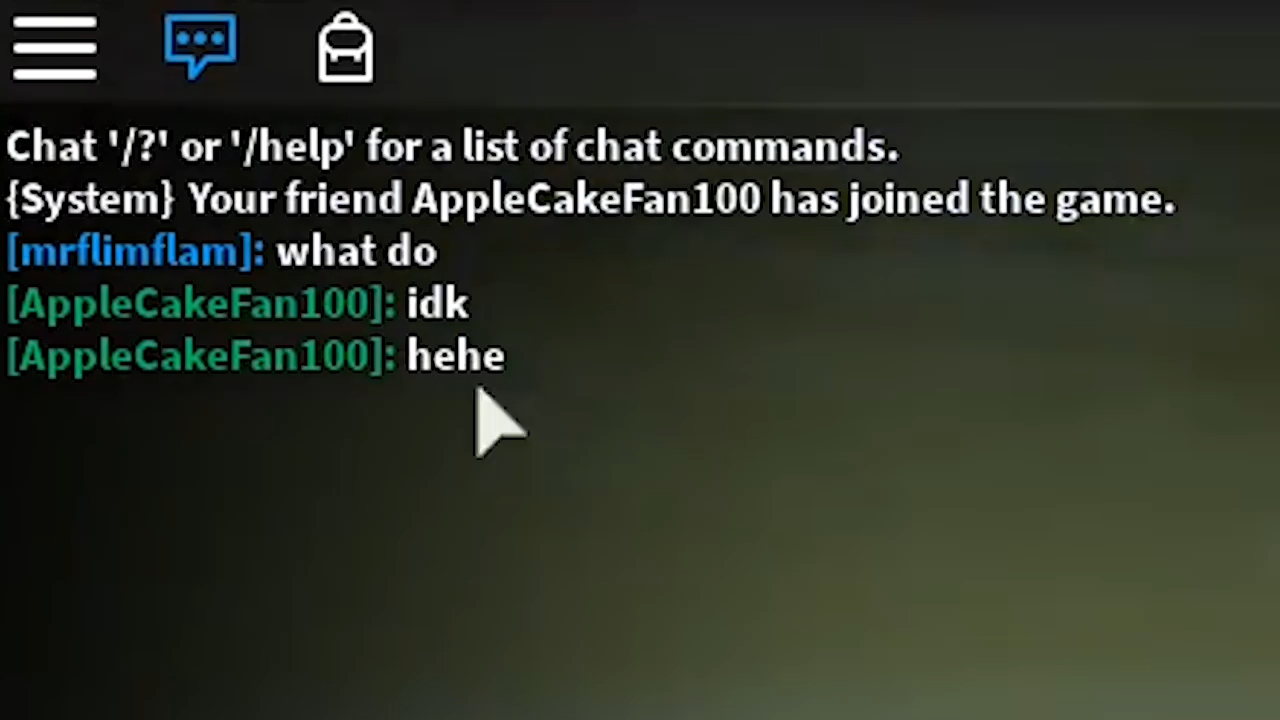 Chat '/?' or '/help' for a list of chat commands.
{System} Your friend AppleCakeFan100 has joined the game.
[mrflimflam]: what do
[AppleCakeFan100]: idk
[AppleCakeFan100]: hehe